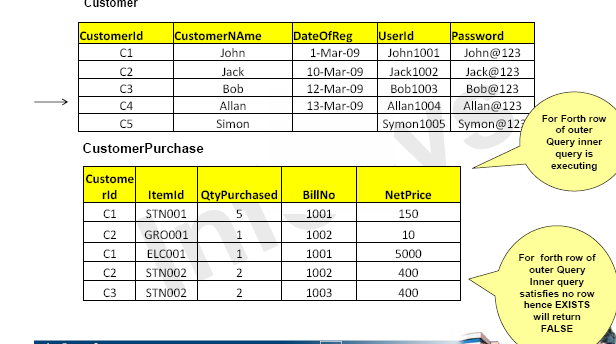 Customer
CustomerId CustomerNAme DateOfReg UserId Password
C1 John 1-Mar-09 John1001 John@123
C2 Jack 10-Mar-09 Jack1002 Jack@123
C3 Bob 12-Mar-09 Bob1003 Bob@123
C4 Allan 13-Mar-09 Allan1004 Allan@123
C5 Simon Symon1005 Symon@123
For Forth row
of outer
Query inner
query is
executing
CustomerPurchase
Custome
rId ItemId QtyPurchased BillNo NetPrice
C1 STN001 5 1001 150
C2 GRO001 1 1002 10
C1 ELC001 1 1001 5000
C2 STN002 2 1002 400
C3 STN002 2 1003 400
For forth row of
outer Query
Inner query
satisfies no row
hence EXISTS
will return
FALSE